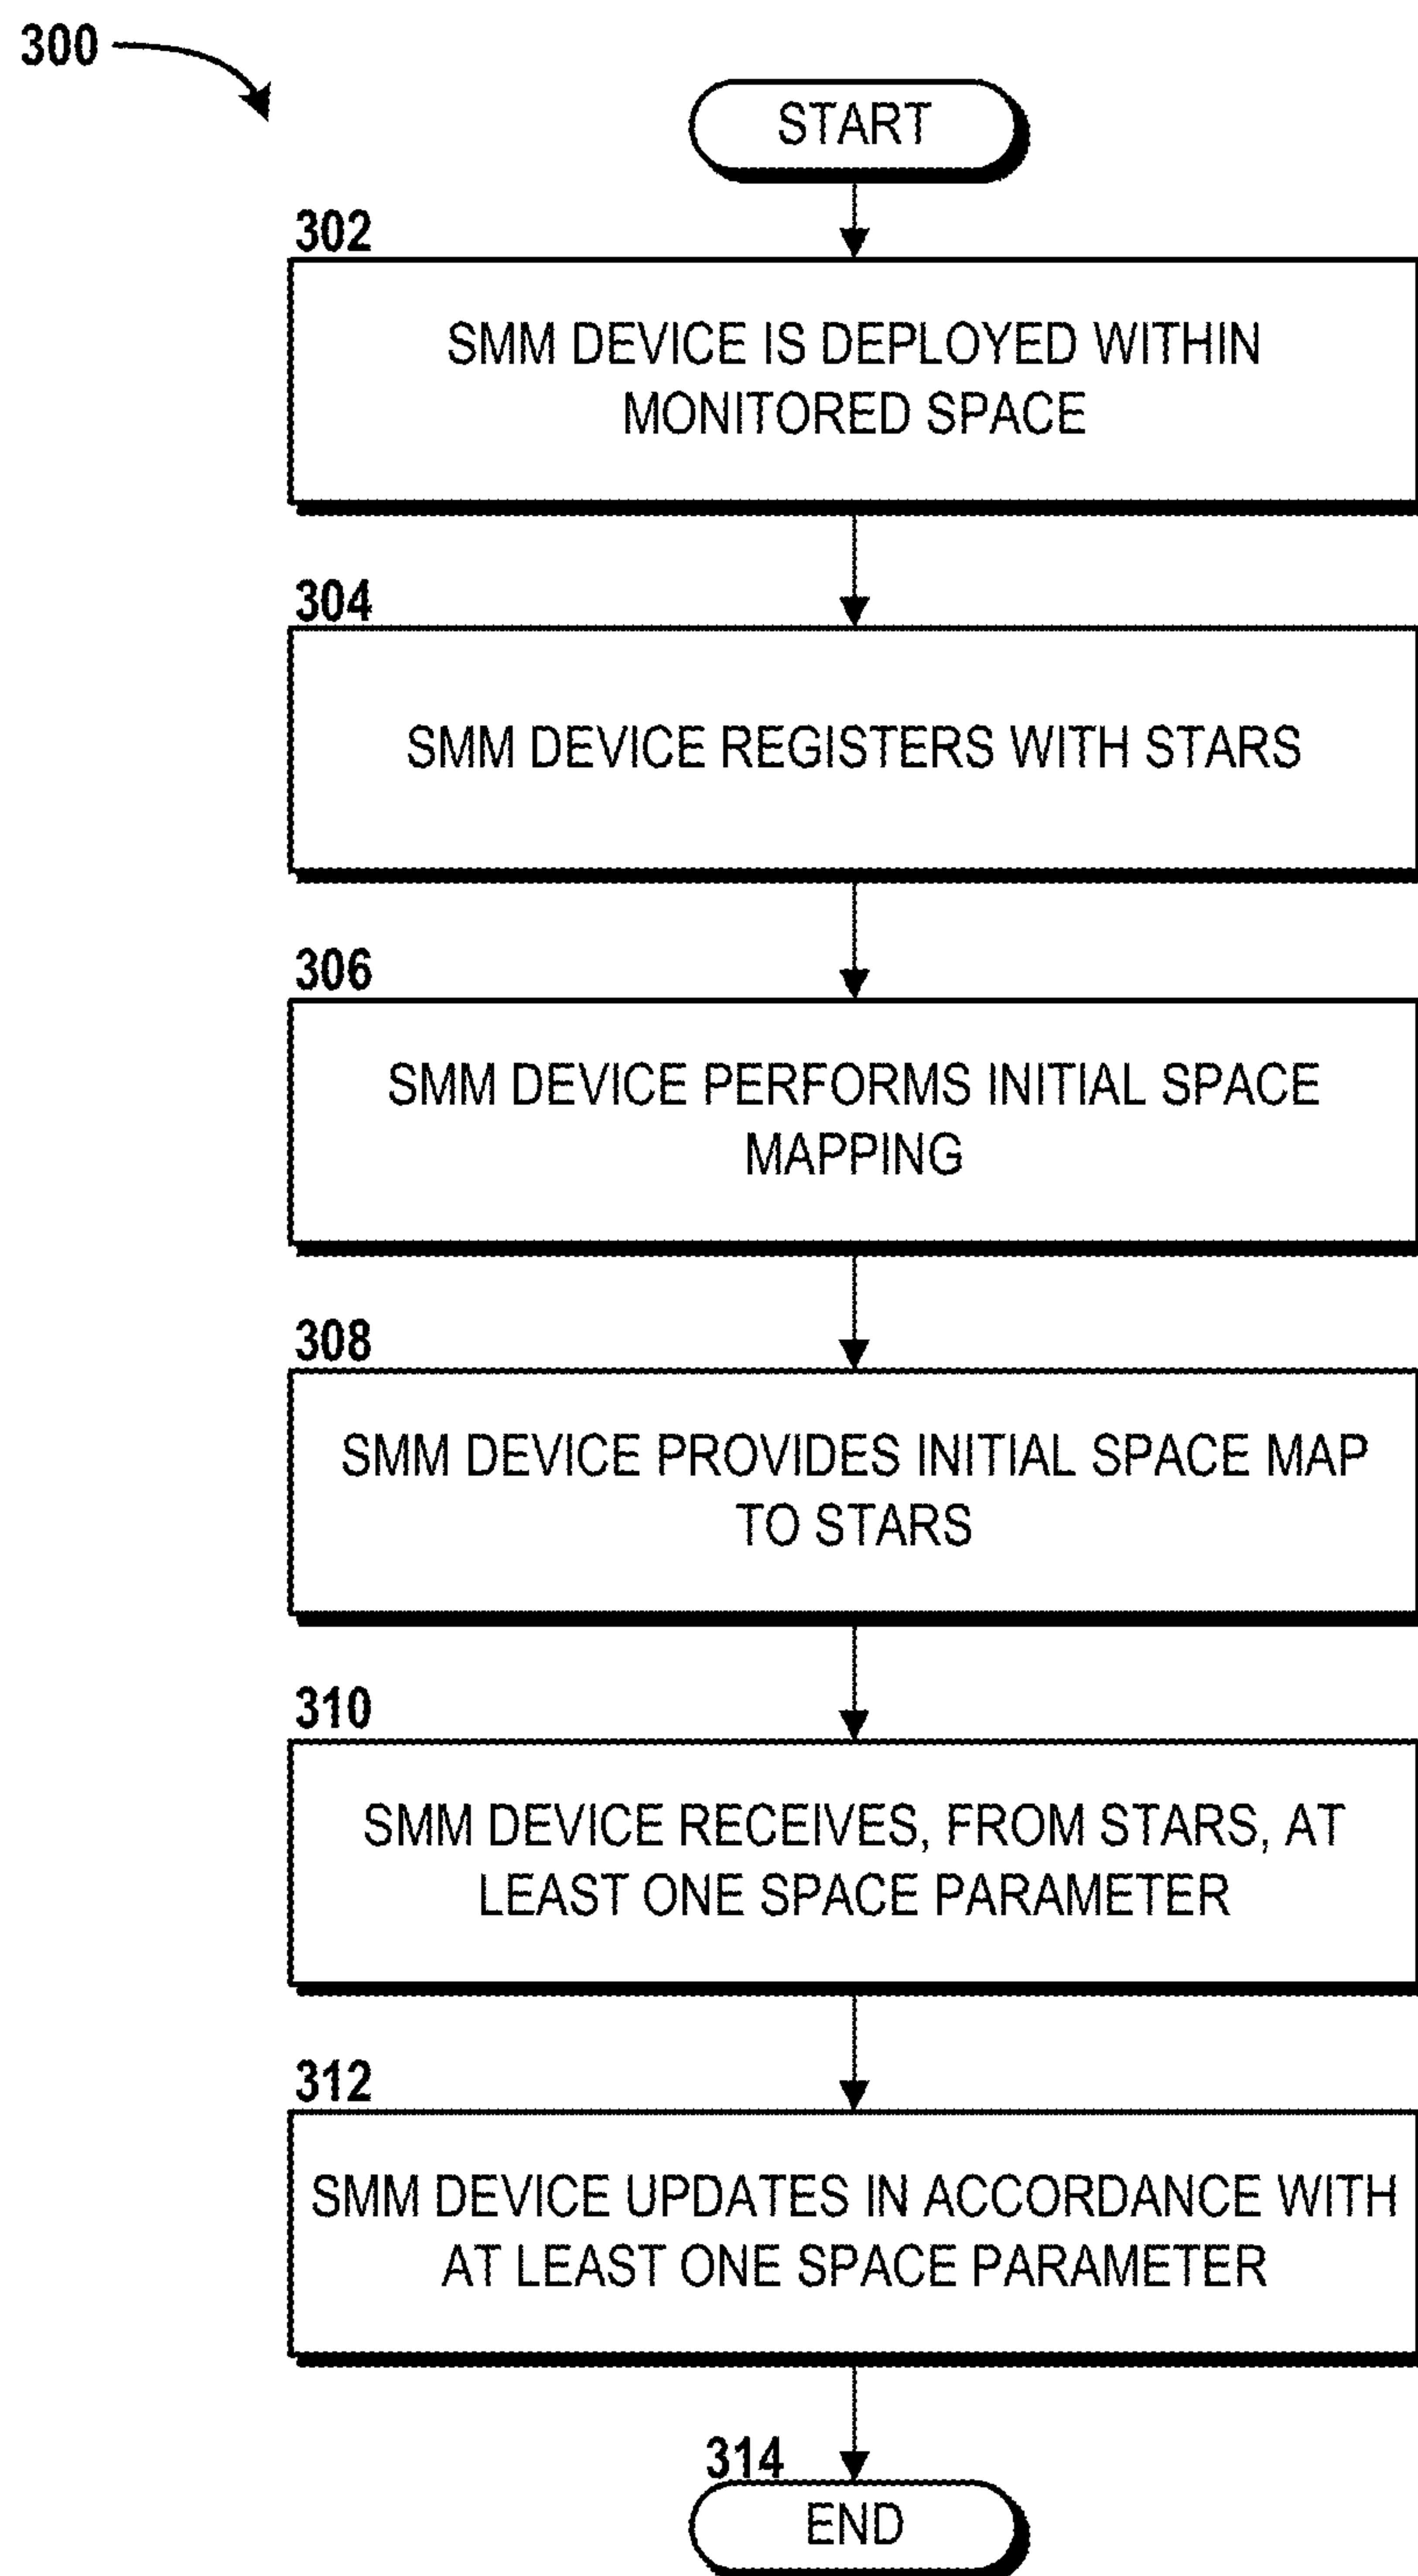 300
START
302
SMM DEVICE IS DEPLOYED WITHIN
MONITORED SPACE
304
SMM DEVICE REGISTERS WITH STARS
306
SMM DEVICE PERFORMS INITIAL SPACE
MAPPING
308
SMM DEVICE PROVIDES INITIAL SPACE MAP
TO STARS
310
SMM DEVICE RECEIVES, FROM STARS, AT
LEAST ONE SPACE PARAMETER
312
SMM DEVICE UPDATES IN ACCORDANCE WITH
AT LEAST ONE SPACE PARAMETER
314
END